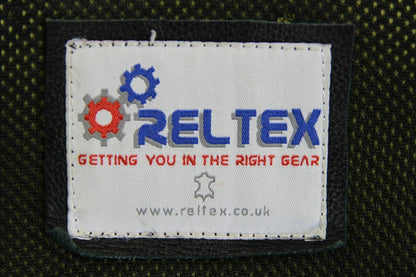 RELTEX
GETTING YOU IN THE RIGHT GEAR
www.reltex.co.uk